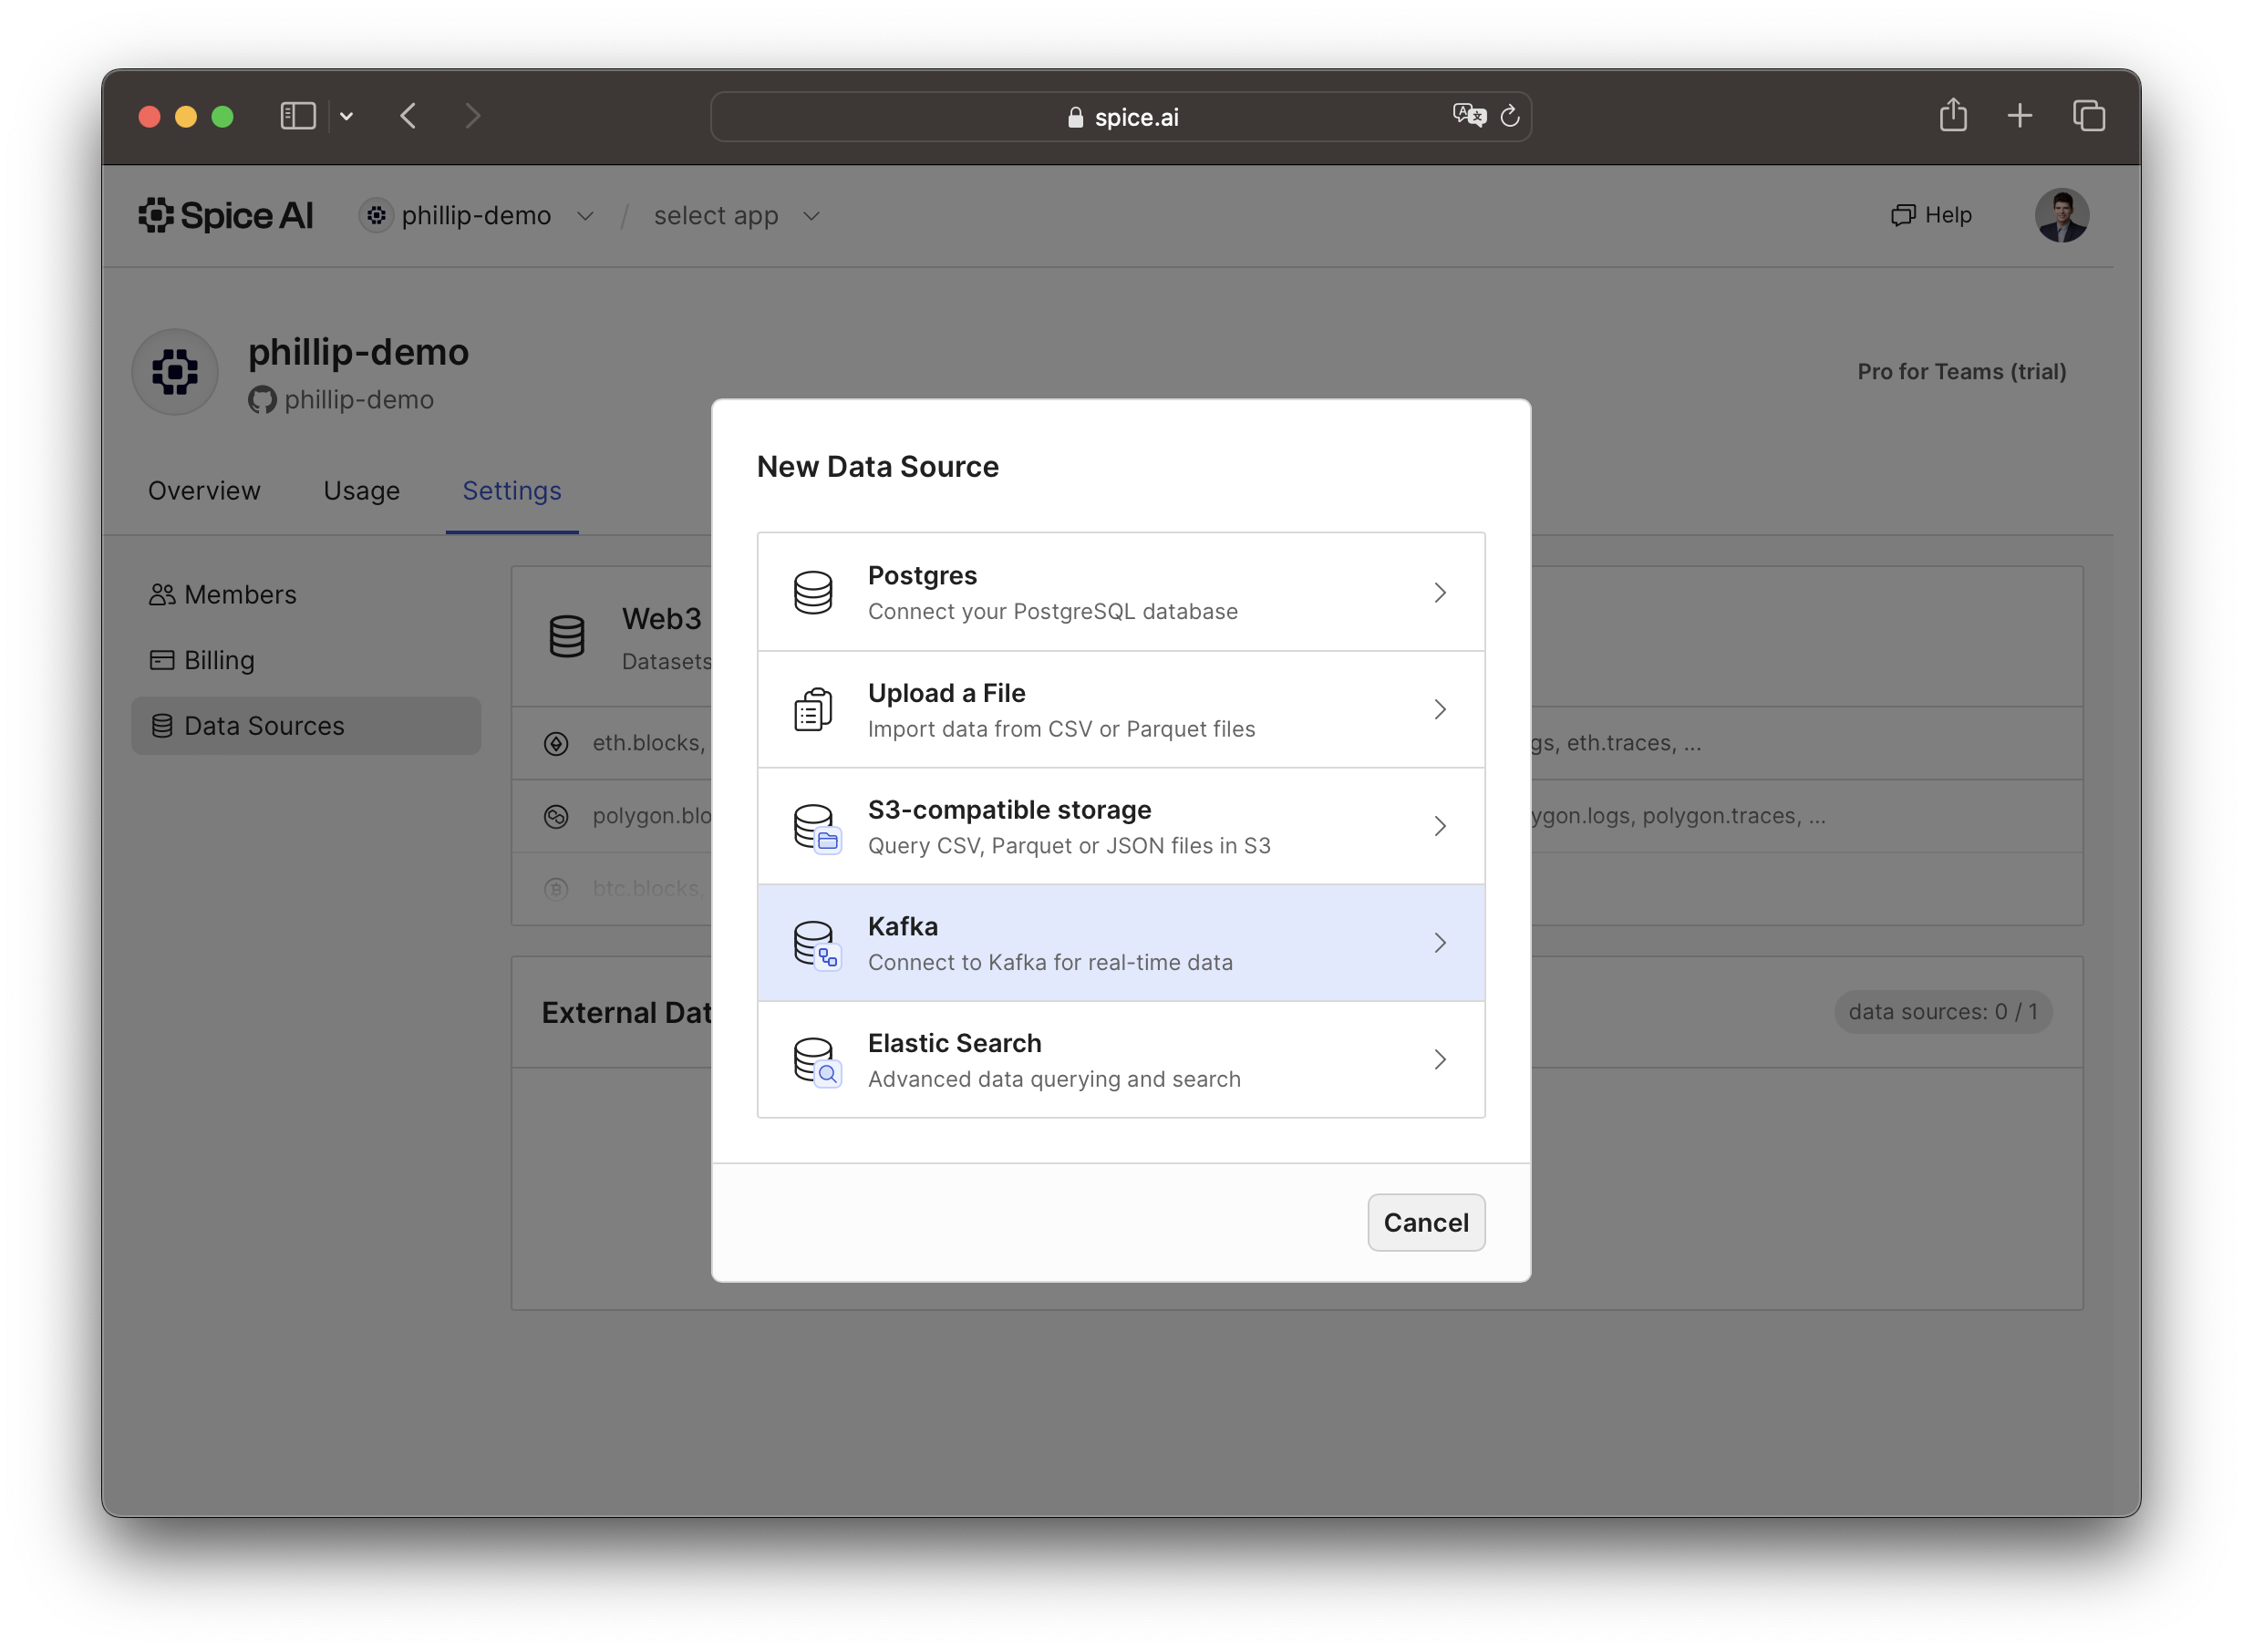 spice.ai
Spice AI
phillip-demo / select app
Help
phillip-demo
phillip-demo
Pro for Teams (trial)
Overview
Usage
Settings
Members
Billing
Data Sources
Web3
Datasets
eth.blocks,
gs, eth.traces, ...
polygon.blo
ygon.logs, polygon.traces, ...
btc.blocks,
External Dat
data sources: 0 / 1
New Data Source
Postgres
Connect your PostgreSQL database
Upload a File
Import data from CSV or Parquet files
S3-compatible storage
Query CSV, Parquet or JSON files in S3
Kafka
Connect to Kafka for real-time data
Elastic Search
Advanced data querying and search
Cancel